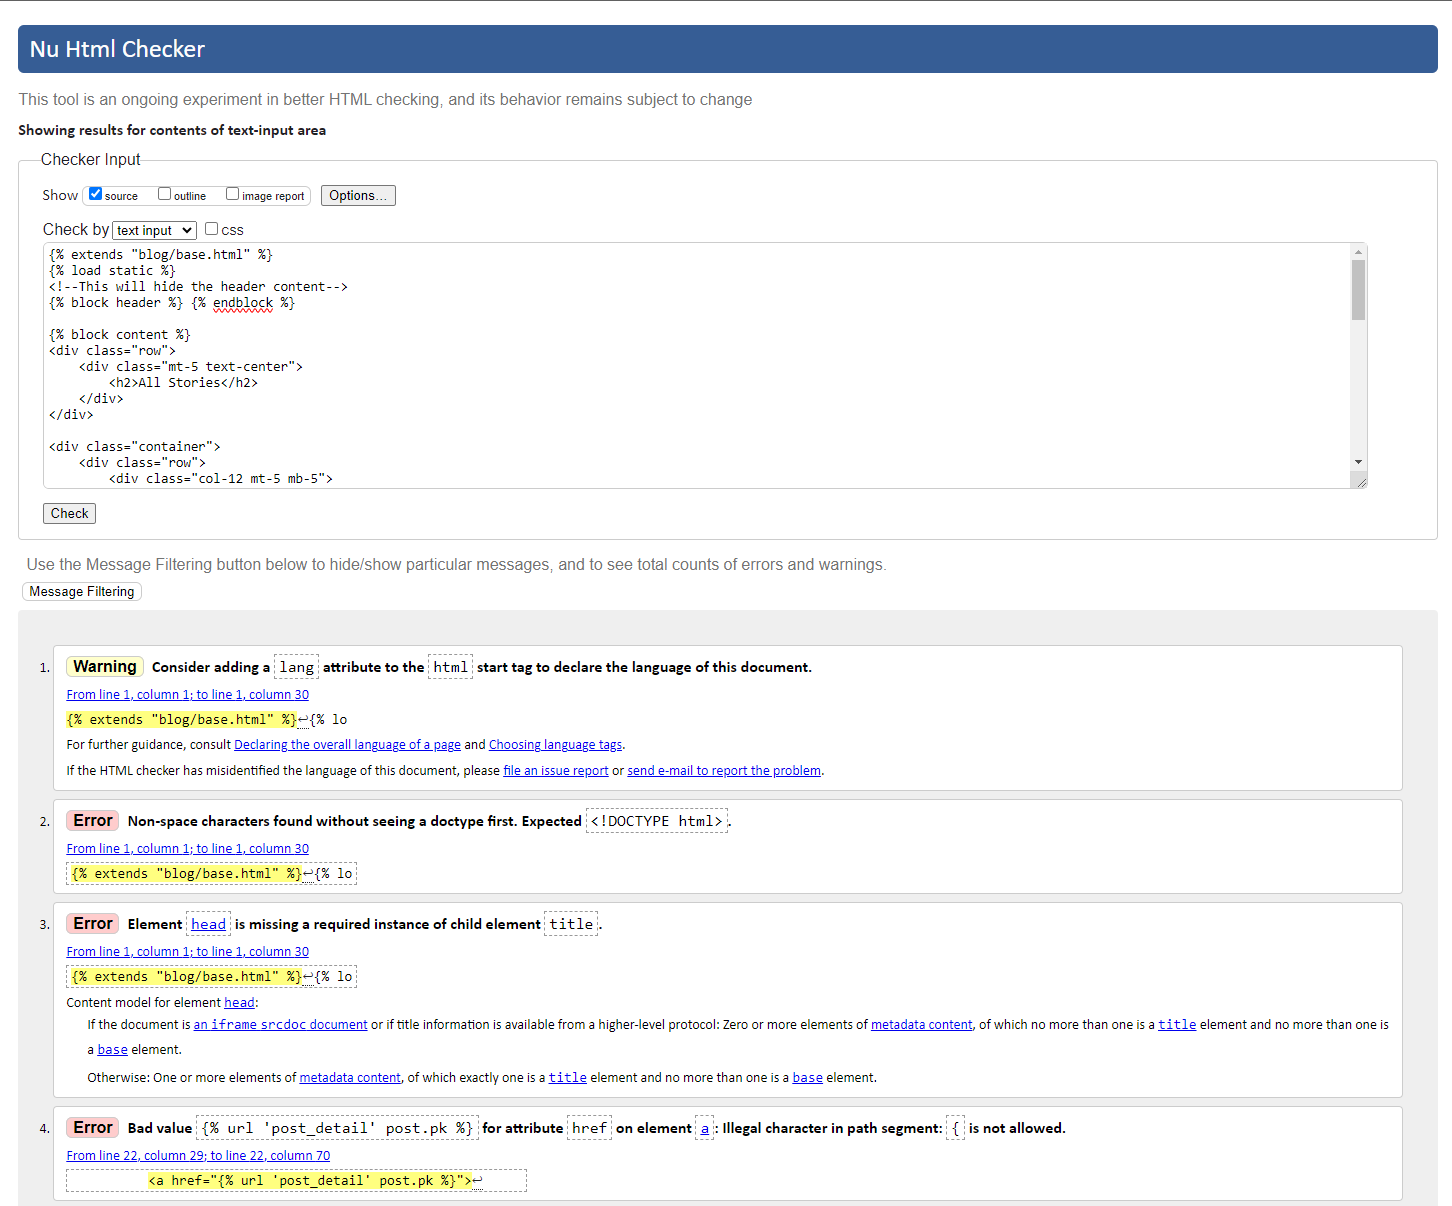 Nu Html Checker
This tool is an ongoing experiment in better HTML checking, and its behavior remains subject to change
Showing results for contents of text-input area
Checker Input
Show source outline image report Options...
Check by text input css
{% extends "blog/base.html" %}
{% load static %}
<!--This will hide the header content-->
{% block header %} {% endblock %}
{% block content %}
<div class="row">
<div class="mt-5 text-center">
<h2>All Stories</h2>
</div>
</div>
<div class="container">
<div class="row">
<div class="col-12 mt-5 mb-5">
Check
Use the Message Filtering button below to hide/show particular messages, and to see total counts of errors and warnings.
Message Filtering
1. Warning Consider adding a lang attribute to the html start tag to declare the language of this document.
From line 1, column 1; to line 1, column 30
{% extends "blog/base.html" %}↩{% lo
For further guidance, consult Declaring the overall language of a page and Choosing language tags.
If the HTML checker has misidentified the language of this document, please file an issue report or send e-mail to report the problem.
2. Error Non-space characters found without seeing a doctype first. Expected <!DOCTYPE html>.
From line 1, column 1; to line 1, column 30
{% extends "blog/base.html" %}↩{% lo
3. Error Element head is missing a required instance of child element title.
From line 1, column 1; to line 1, column 30
{% extends "blog/base.html" %}↩{% lo
Content model for element head:
If the document is an iframe srcdoc document or if title information is available from a higher-level protocol: Zero or more elements of metadata content, of which no more than one is a title element and no more than one is
a base element.
Otherwise: One or more elements of metadata content, of which exactly one is a title element and no more than one is a base element.
4. Error Bad value {% url 'post_detail' post.pk %} for attribute href on element a: Illegal character in path segment: { is not allowed.
From line 22, column 29; to line 22, column 70
<a href="{% url 'post_detail' post.pk %}">↩